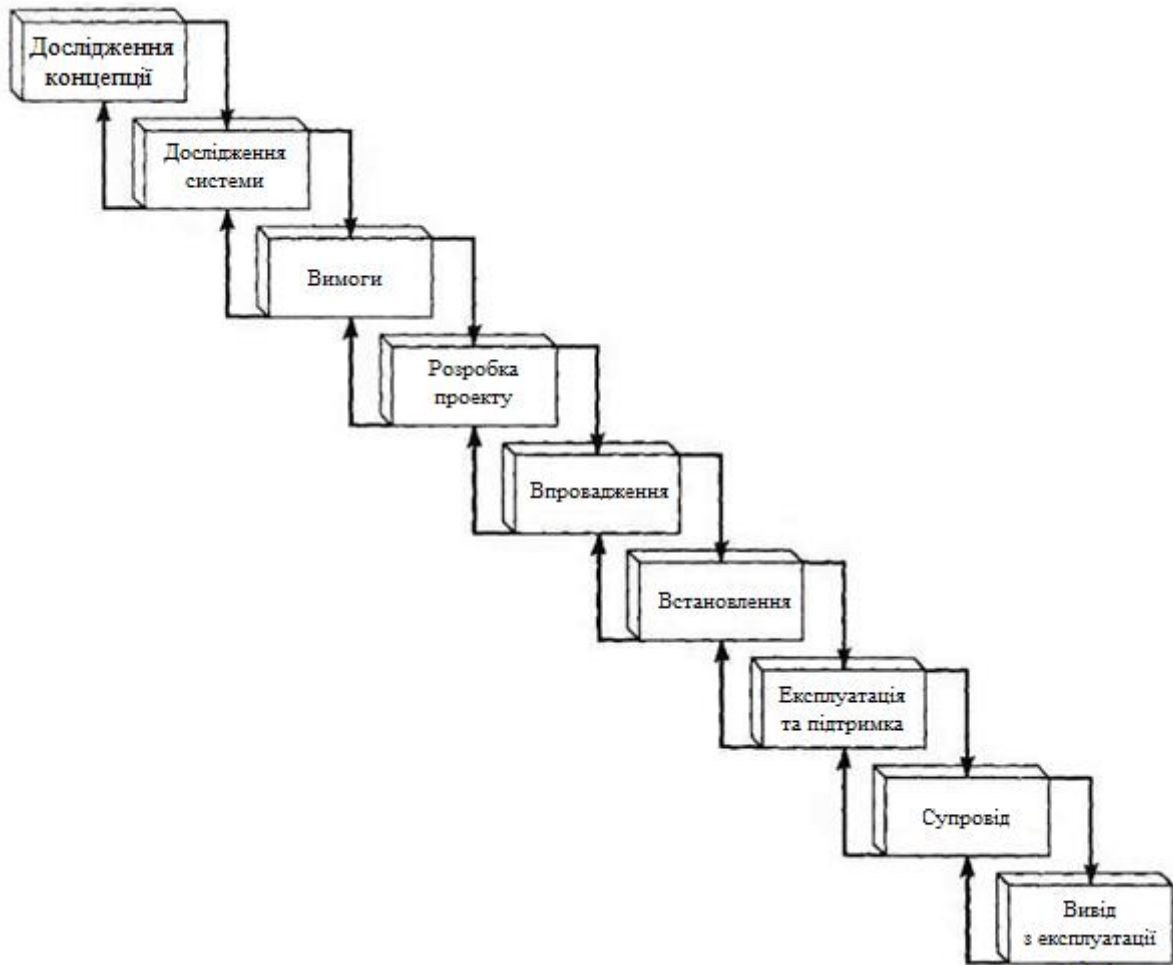 Дослідження
концепції
Дослідження
системи
Вимоги
Розробка
проекту
Впровадження
Встановлення
Експлуатація
та підтримка
Супровід
Вивід
з експлуатації